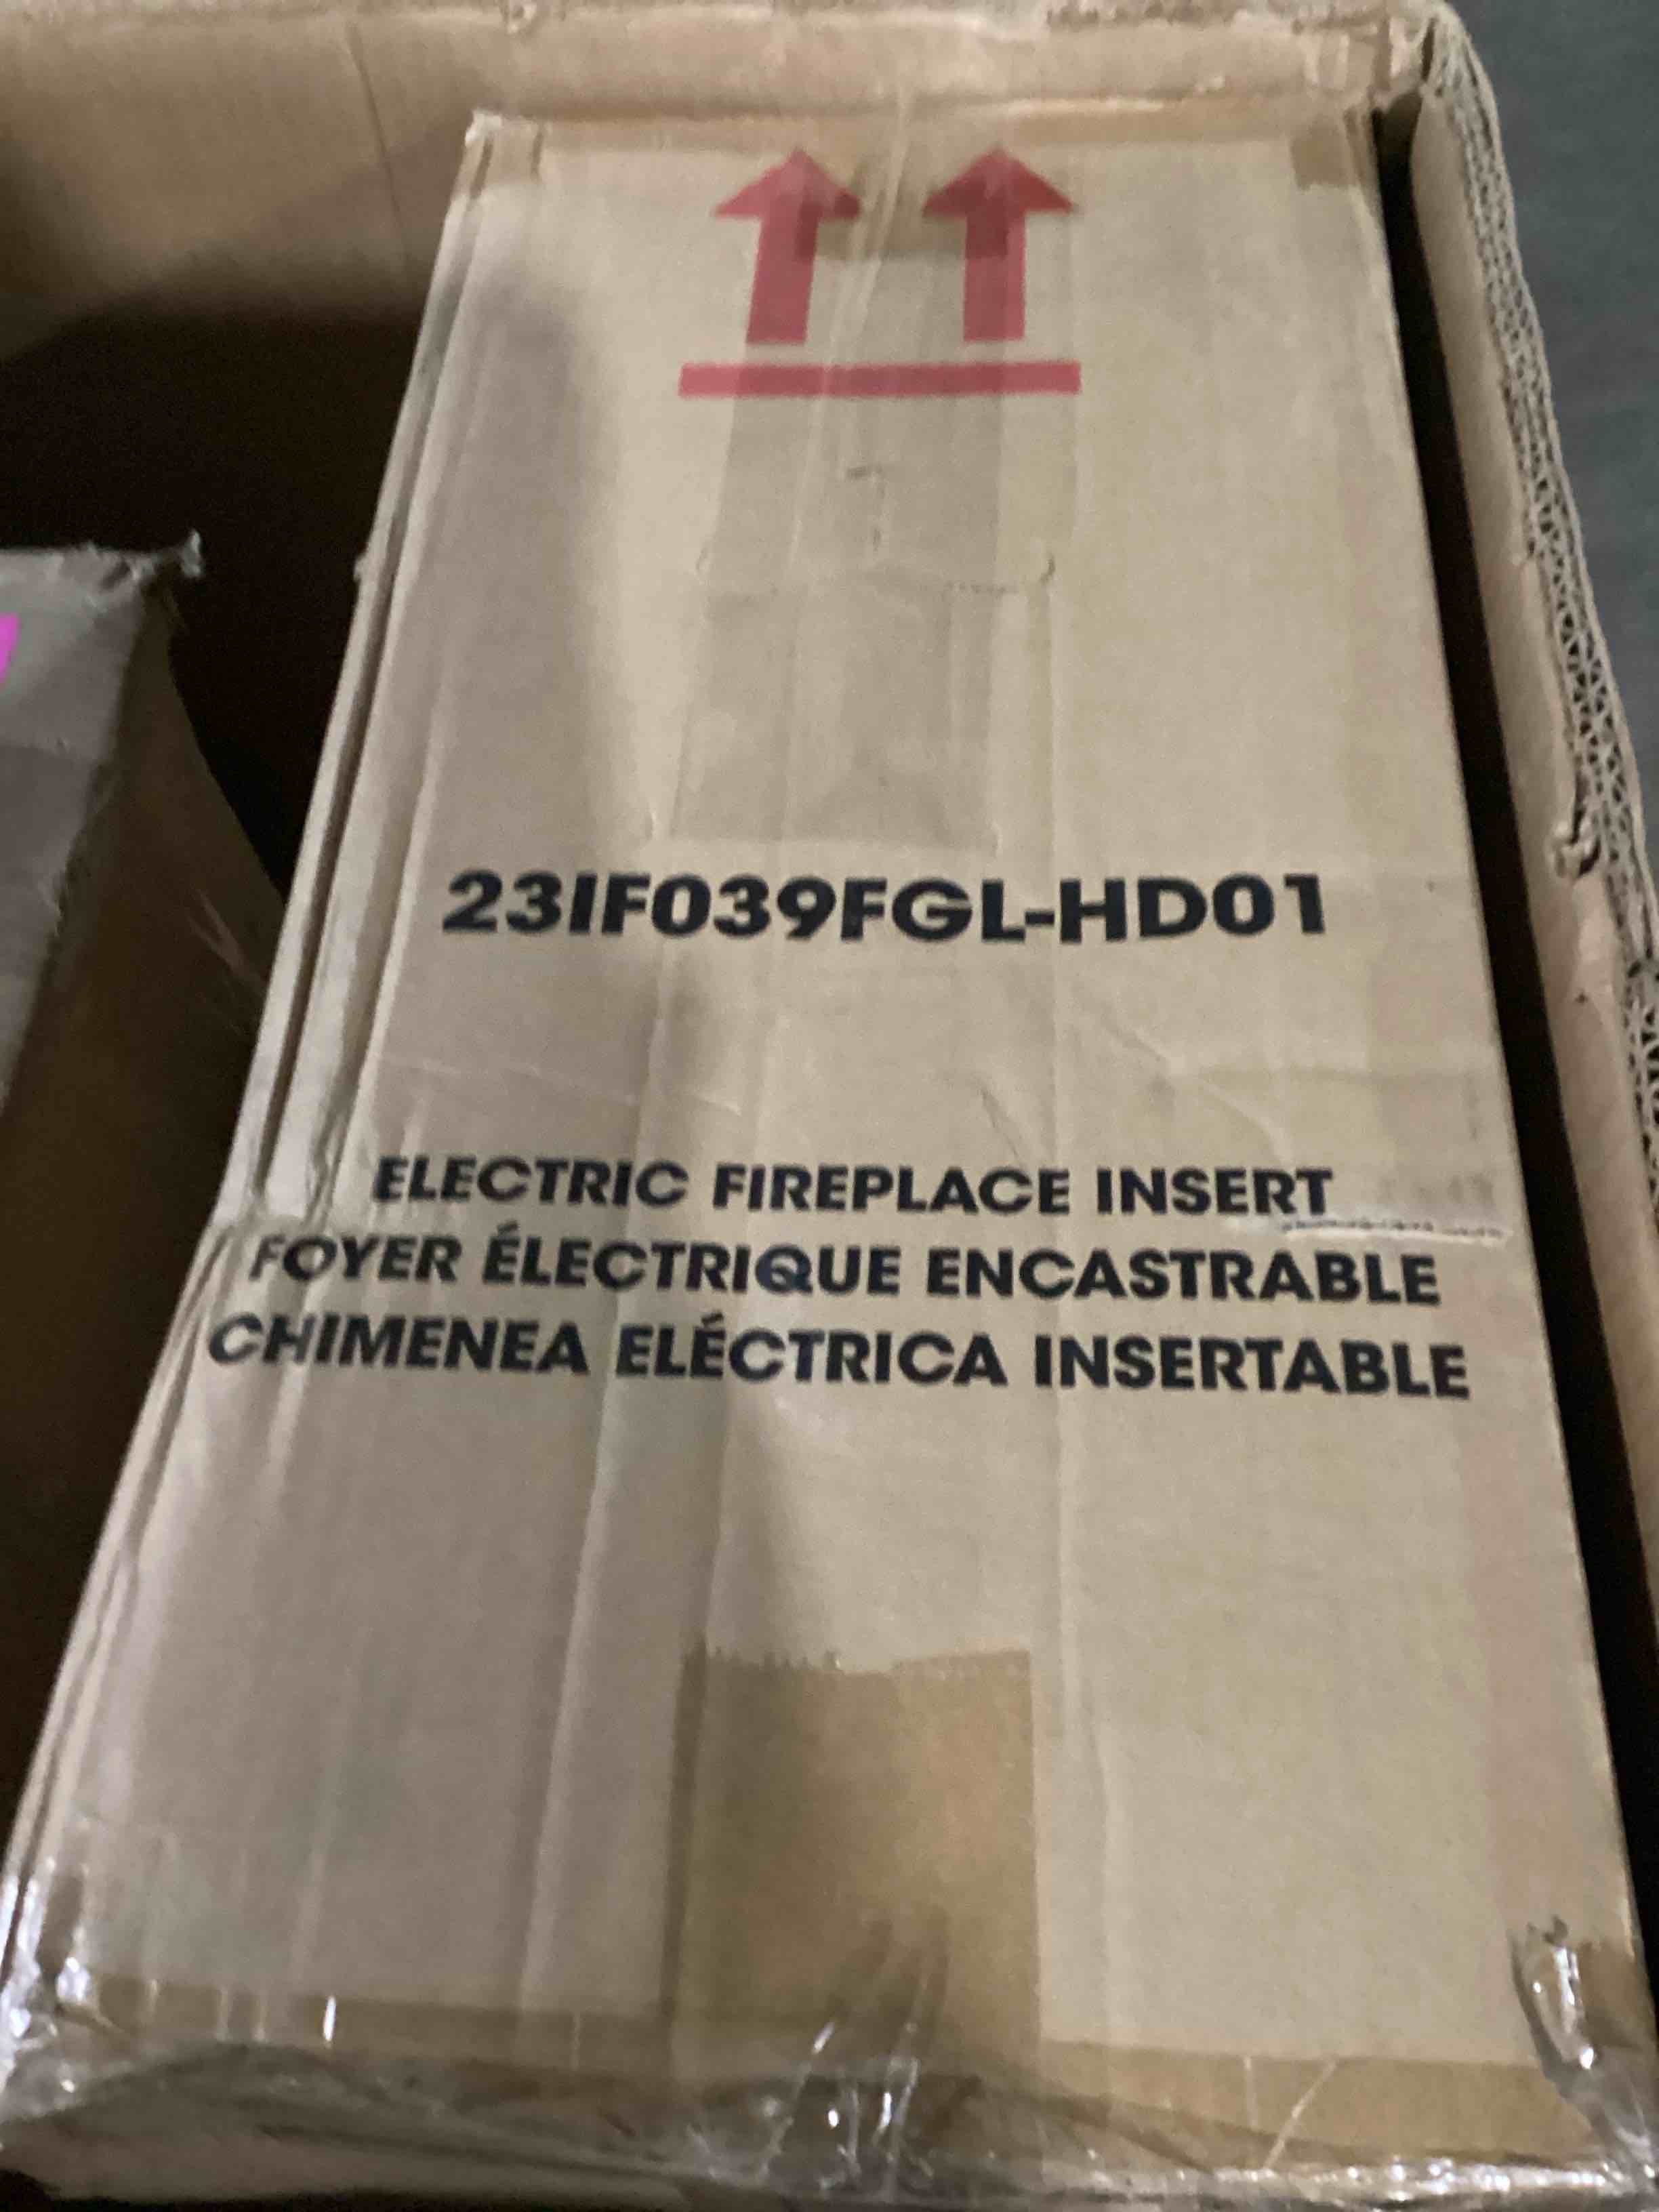 23IF039FGL-HD01
ELECTRIC FIREPLACE INSERT
FOYER ÉLECTRIQUE ENCASTRABLE
CHIMENEA ELÉCTRICA INSERTABLE